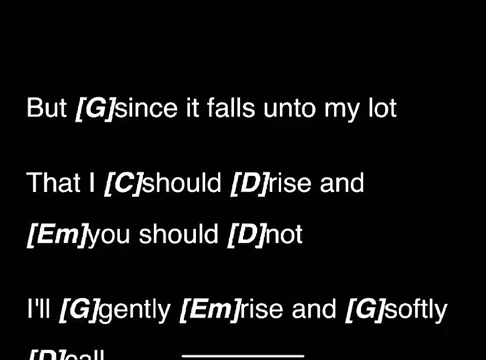 But [G]since it falls unto my lot
That I [C]should [D]rise and
[Em]you should [D]not
I'll [G]gently [Em]rise and [G]softly
[D]call